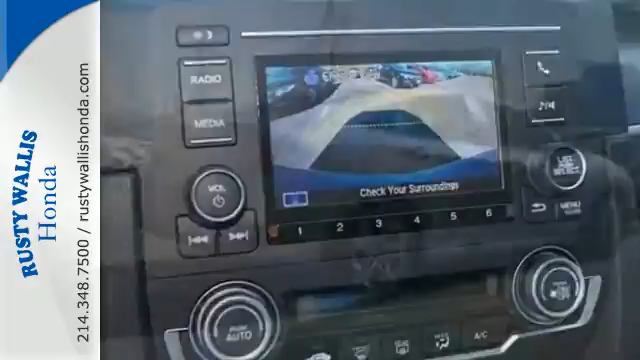 RUSTY WALLIS
Honda
214.348.7500 / rustywallishonda.com
RADIO
MEDIA
VOL
Check Your Surroundings
1 2 3 4 5 6
MENU
AUTO
A/C